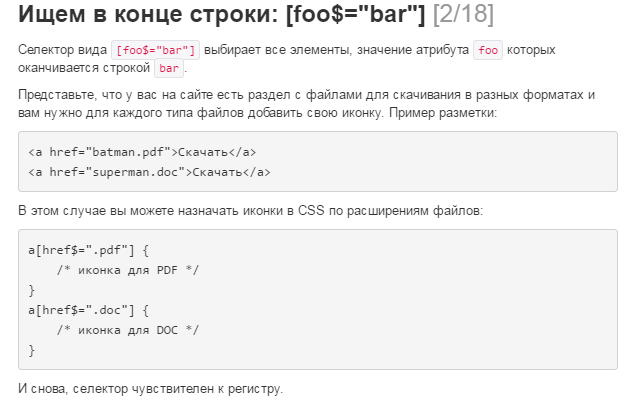 Ищем в конце строки: [foo$="bar"] [2/18]
Селектор вида [foo$="bar"] выбирает все элементы, значение атрибута foo которых
оканчивается строкой bar.
Представьте, что у вас на сайте есть раздел с файлами для скачивания в разных форматах и
вам нужно для каждого типа файлов добавить свою иконку. Пример разметки:
<a href="batman.pdf">Скачать</a>
<a href="superman.doc">Скачать</a>
В этом случае вы можете назначать иконки в CSS по расширениям файлов:
a[href$=".pdf"] {
    /* иконка для PDF */
}
a[href$=".doc"] {
    /* иконка для DOC */
}
И снова, селектор чувствителен к регистру.